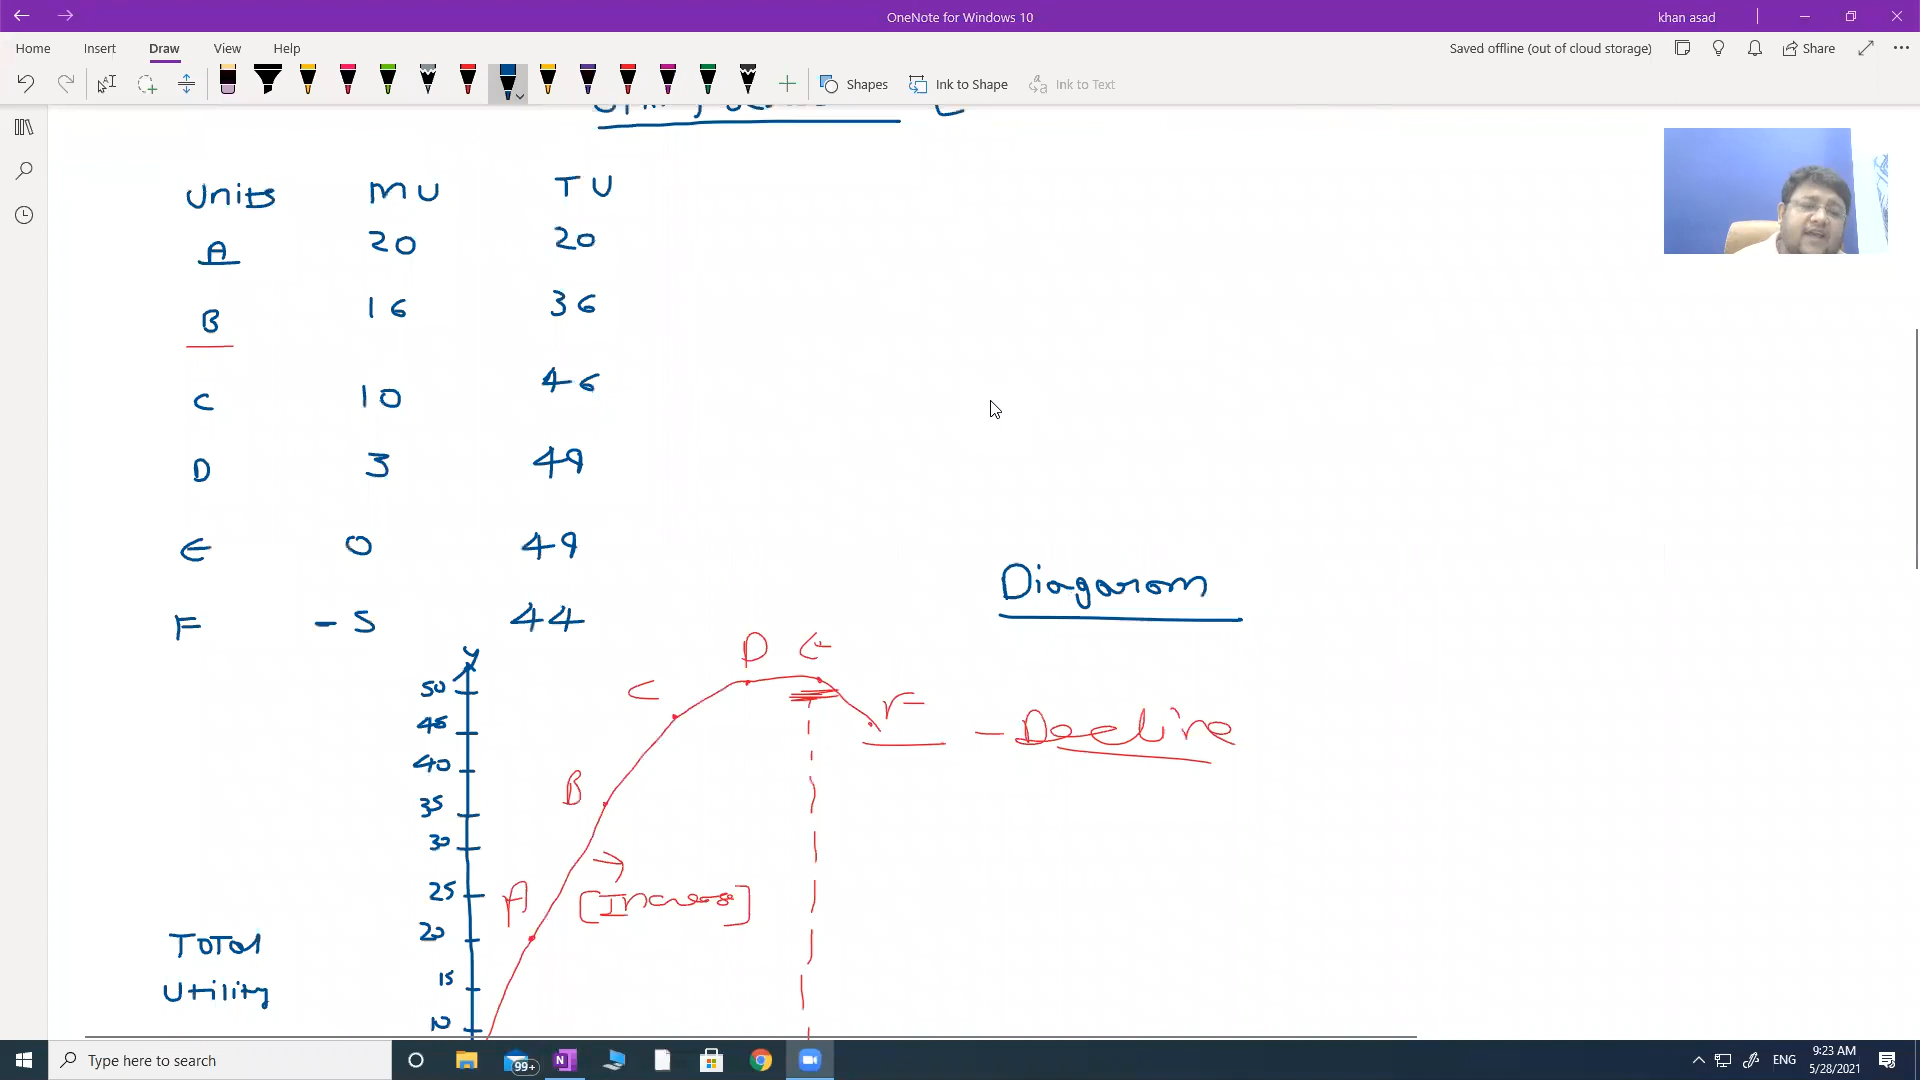 OneNote for Windows 10
khan asad
Home Insert Draw View Help
Saved offline (out of cloud storage)
Share
Shapes
Ink to Shape
Ink to Text
Units MU TU
A 20 20
B 16 36
C 10 46
D 3 49
E 0 49
F -5 44
Diagarom
y
50
45
40
35
30
25
20
15
10
Total
Utility
A
B
C
D
E
F
- Decline
[Increase]
Type here to search
99+
ENG
9:23 AM
5/28/2021